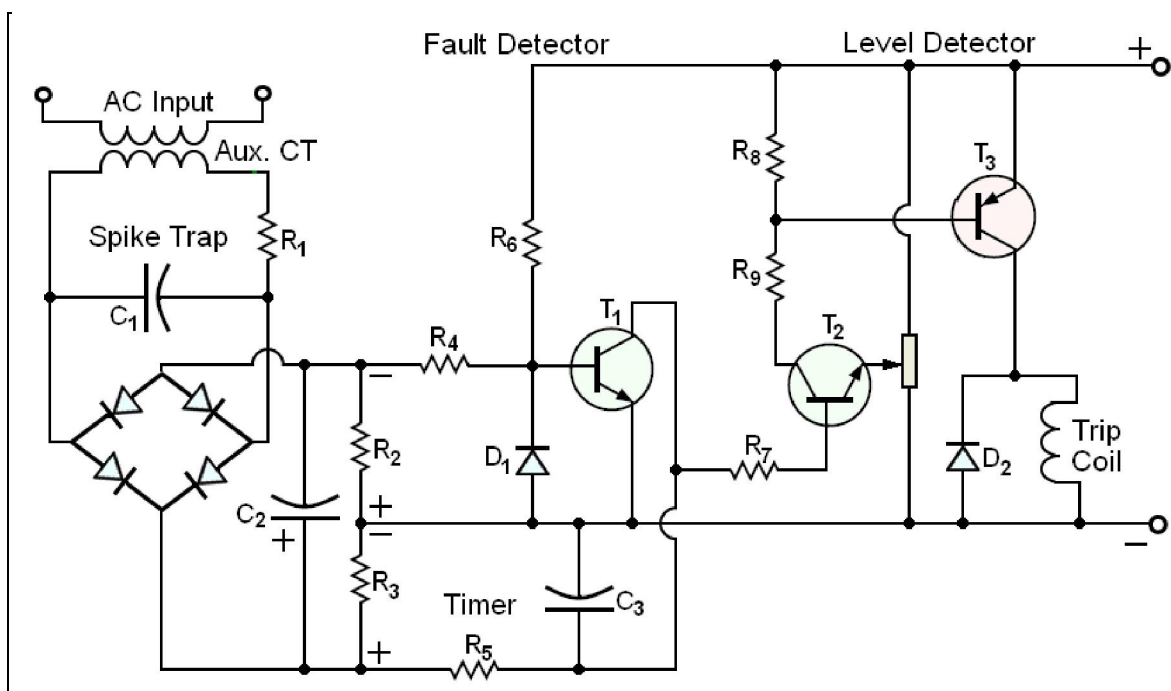 Fault Detector
Level Detector
+
AC Input
Aux. CT
R8
T3
Spike Trap
R1
R6
R9
C1
T1
T2
R4
−
R2
D1
R7
D2
Trip
Coil
C2
+
+
−
−
R3
Timer
C3
+
R5